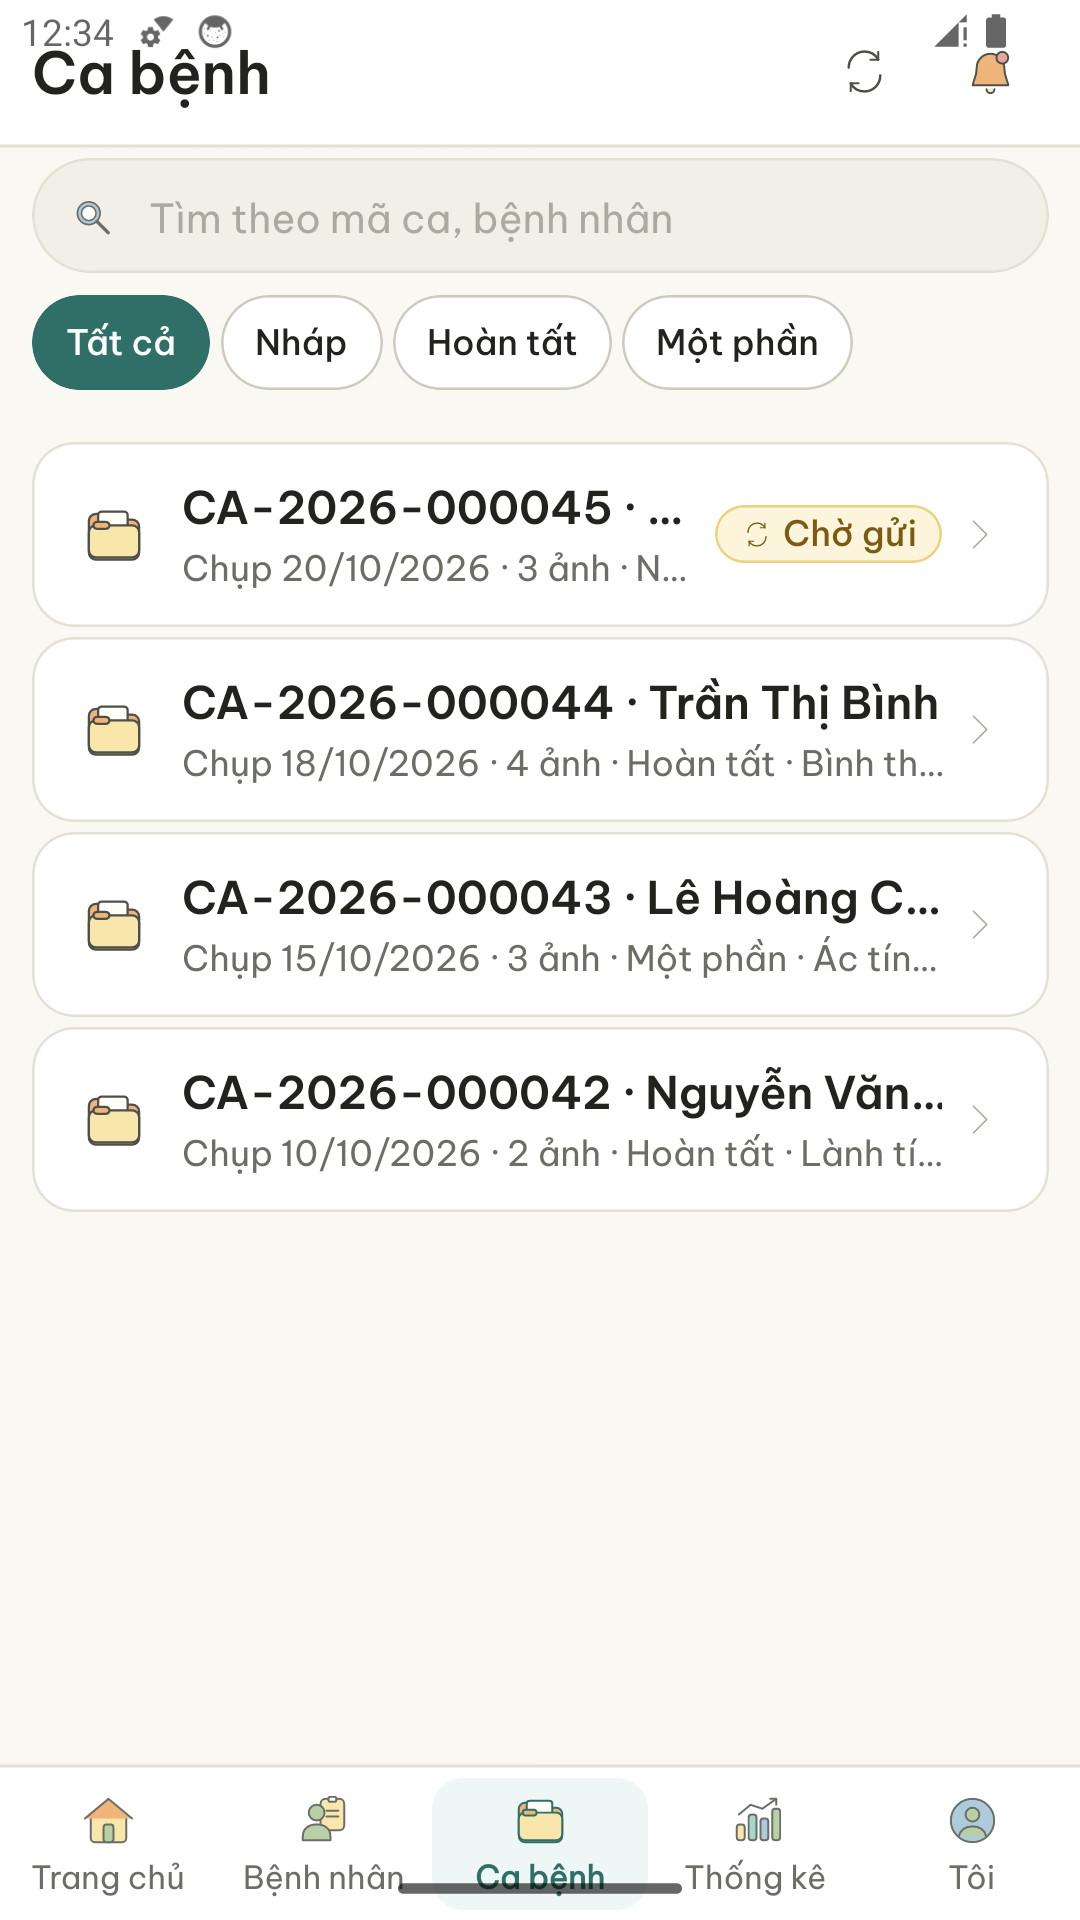 12:34
Ca bệnh
Tìm theo mã ca, bệnh nhân
Tất cả
Nháp
Hoàn tất
Một phần
CA-2026-000045 · ...
Chụp 20/10/2026 · 3 ảnh · N...
Chờ gửi
CA-2026-000044 · Trần Thị Bình
Chụp 18/10/2026 · 4 ảnh · Hoàn tất · Bình th...
CA-2026-000043 · Lê Hoàng C...
Chụp 15/10/2026 · 3 ảnh · Một phần · Ác tín...
CA-2026-000042 · Nguyễn Văn...
Chụp 10/10/2026 · 2 ảnh · Hoàn tất · Lành tí...
Trang chủ
Bệnh nhân
Ca bệnh
Thống kê
Tôi